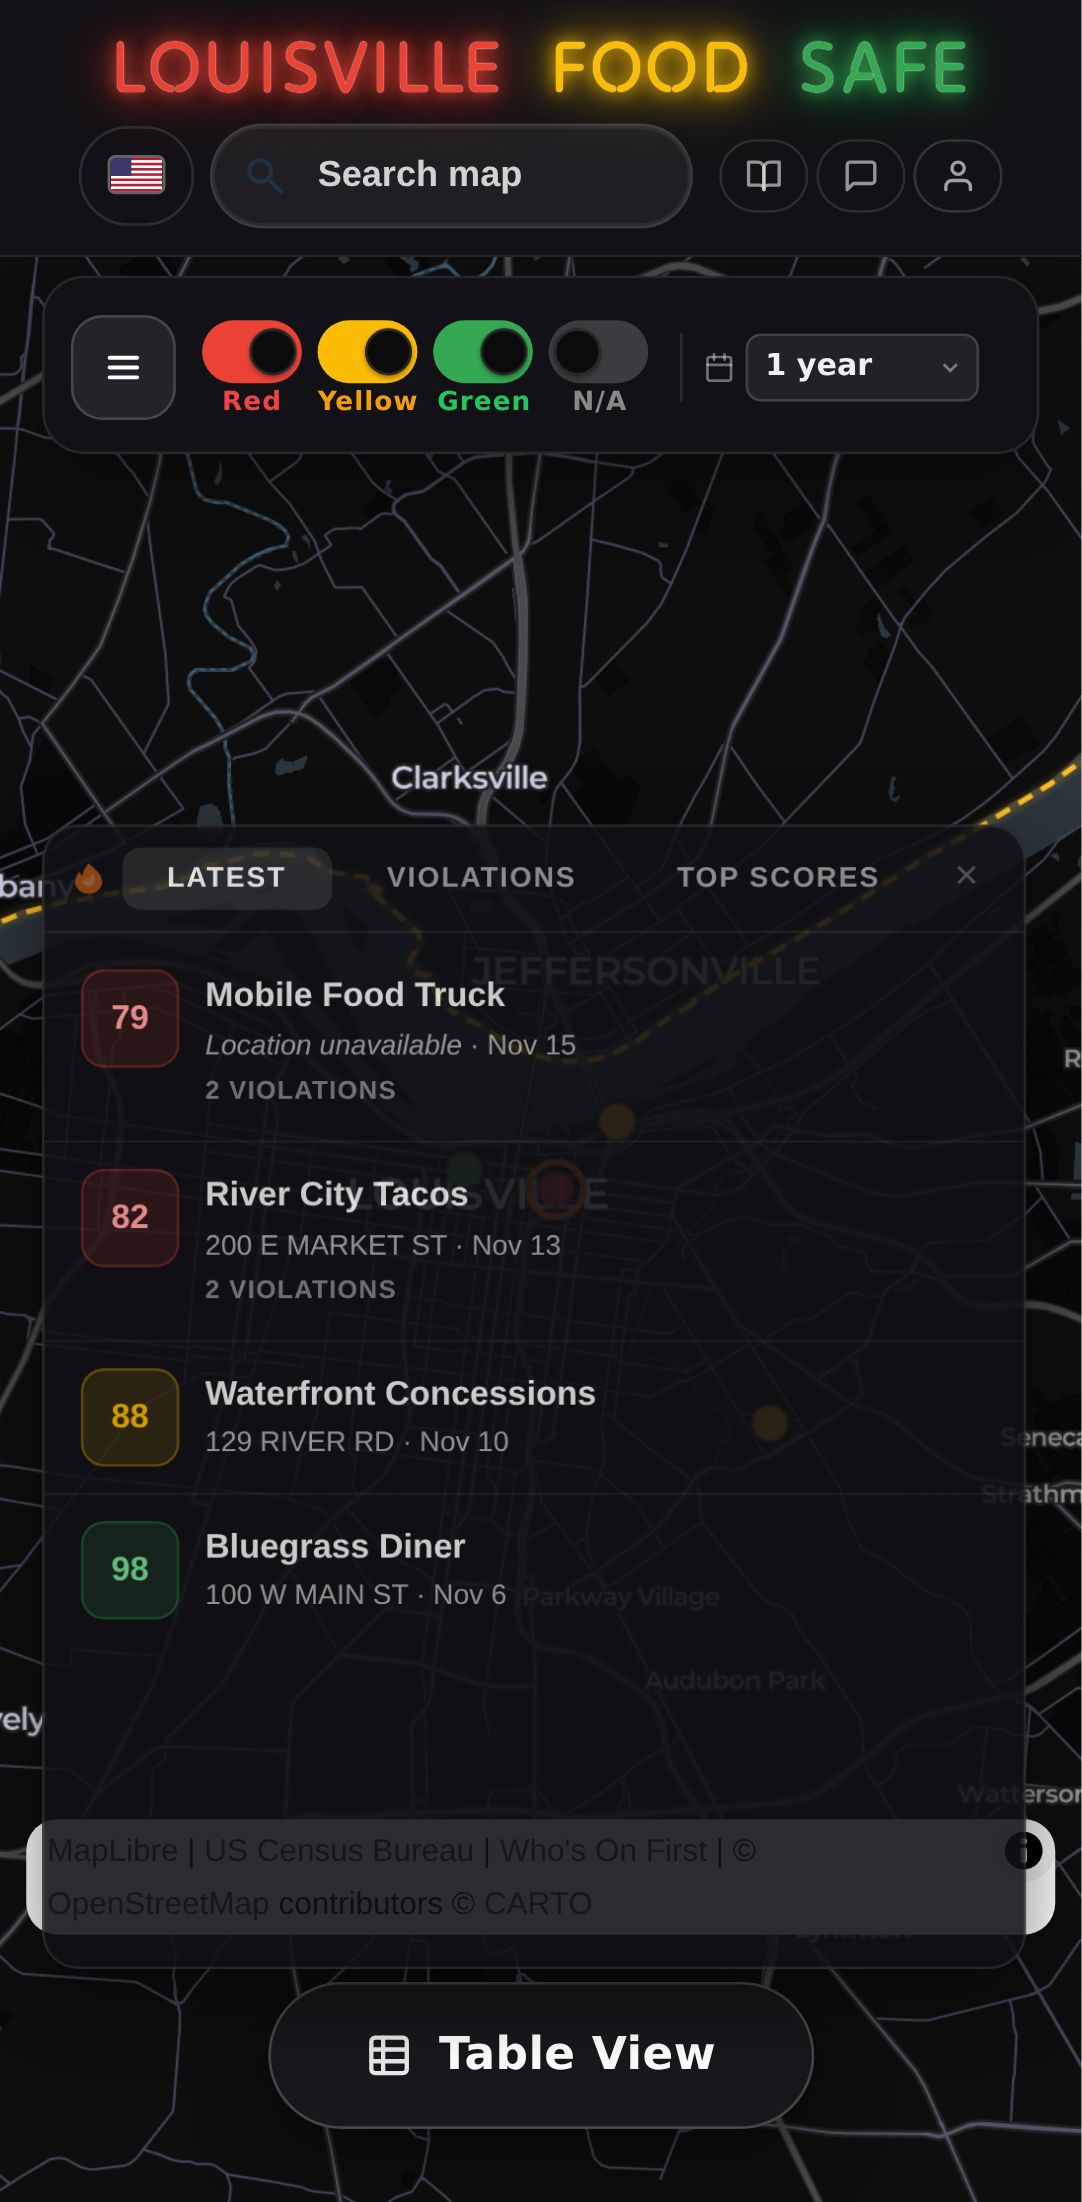 LOUISVILLE FOOD SAFE
Search map
Red Yellow Green N/A
1 year
Clarksville
LATEST VIOLATIONS TOP SCORES ×
JEFFERSONVILLE
79
Mobile Food Truck
Location unavailable · Nov 15
2 VIOLATIONS
LOUISVILLE
82
River City Tacos
200 E MARKET ST · Nov 13
2 VIOLATIONS
88
Waterfront Concessions
129 RIVER RD · Nov 10
Seneca
Strathm
98
Bluegrass Diner
100 W MAIN ST · Nov 6
Parkway Village
Audubon Park
vely
Watterson
MapLibre | US Census Bureau | Who's On First | ©
OpenStreetMap contributors © CARTO
Table View